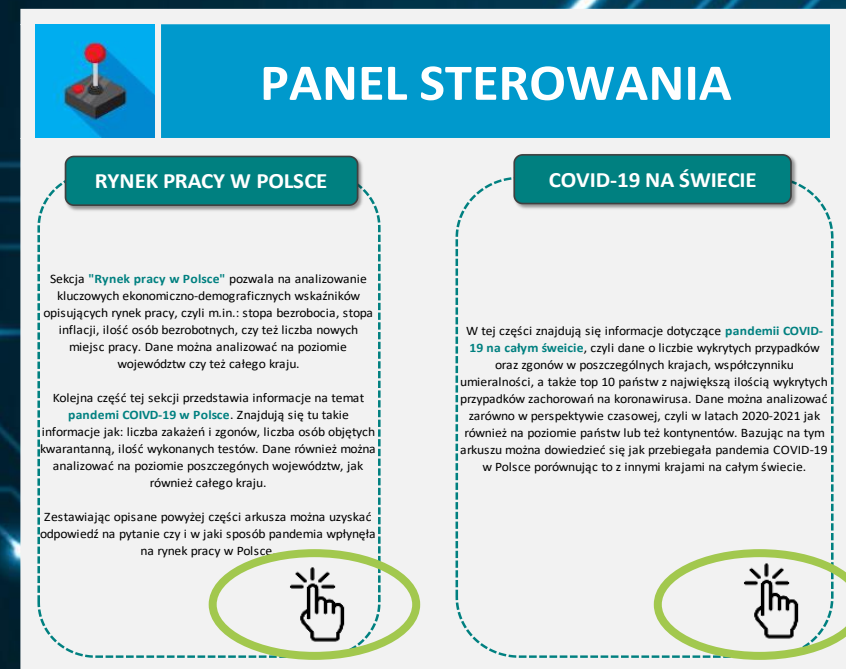 PANEL STEROWANIA
RYNEK PRACY W POLSCE
Sekcja "Rynek pracy w Polsce" pozwala na analizowanie
kluczowych ekonomiczno-demograficznych wskaźników
opisujących rynek pracy, czyli m.in.: stopa bezrobocia, stopa
inflacji, ilość osób bezrobotnych, czy też liczba nowych
miejsc pracy. Dane można analizować na poziomie
województw czy też całego kraju.
Kolejna część tej sekcji przedstawia informacje na temat
pandemi COIVD-19 w Polsce. Znajdują się tu takie
informacje jak: liczba zakażeń i zgonów, liczba osób objętych
kwarantanną, ilość wykonanych testów. Dane również można
analizować na poziomie poszczegónych województw, jak
również całego kraju.
Zestawiając opisane powyżej części arkusza można uzyskać
odpowiedź na pytanie czy i w jaki sposób pandemia wpłynęła
na rynek pracy w Polsce.
COVID-19 NA ŚWIECIE
W tej części znajdują się informacje dotyczące pandemii COVID-
19 na całym śweicie, czyli dane o liczbie wykrytych przypadków
oraz zgonów w poszczególnych krajach, współczynniku
umieralności, a także top 10 państw z największą ilością wykrytych
przypadków zachorowań na koronawirusa. Dane można analizować
zarówno w perspektywie czasowej, czyli w latach 2020-2021 jak
również na poziomie państw lub też kontynentów. Bazując na tym
arkuszu można dowiedzieć się jak przebiegała pandemia COVID-19
w Polsce porównując to z innymi krajami na całym świecie.